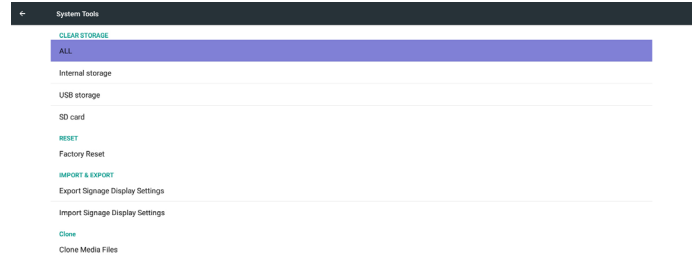 System Tools
CLEAR STORAGE
ALL
Internal storage
USB storage
SD card
RESET
Factory Reset
IMPORT & EXPORT
Export Signage Display Settings
Import Signage Display Settings
Clone
Clone Media Files